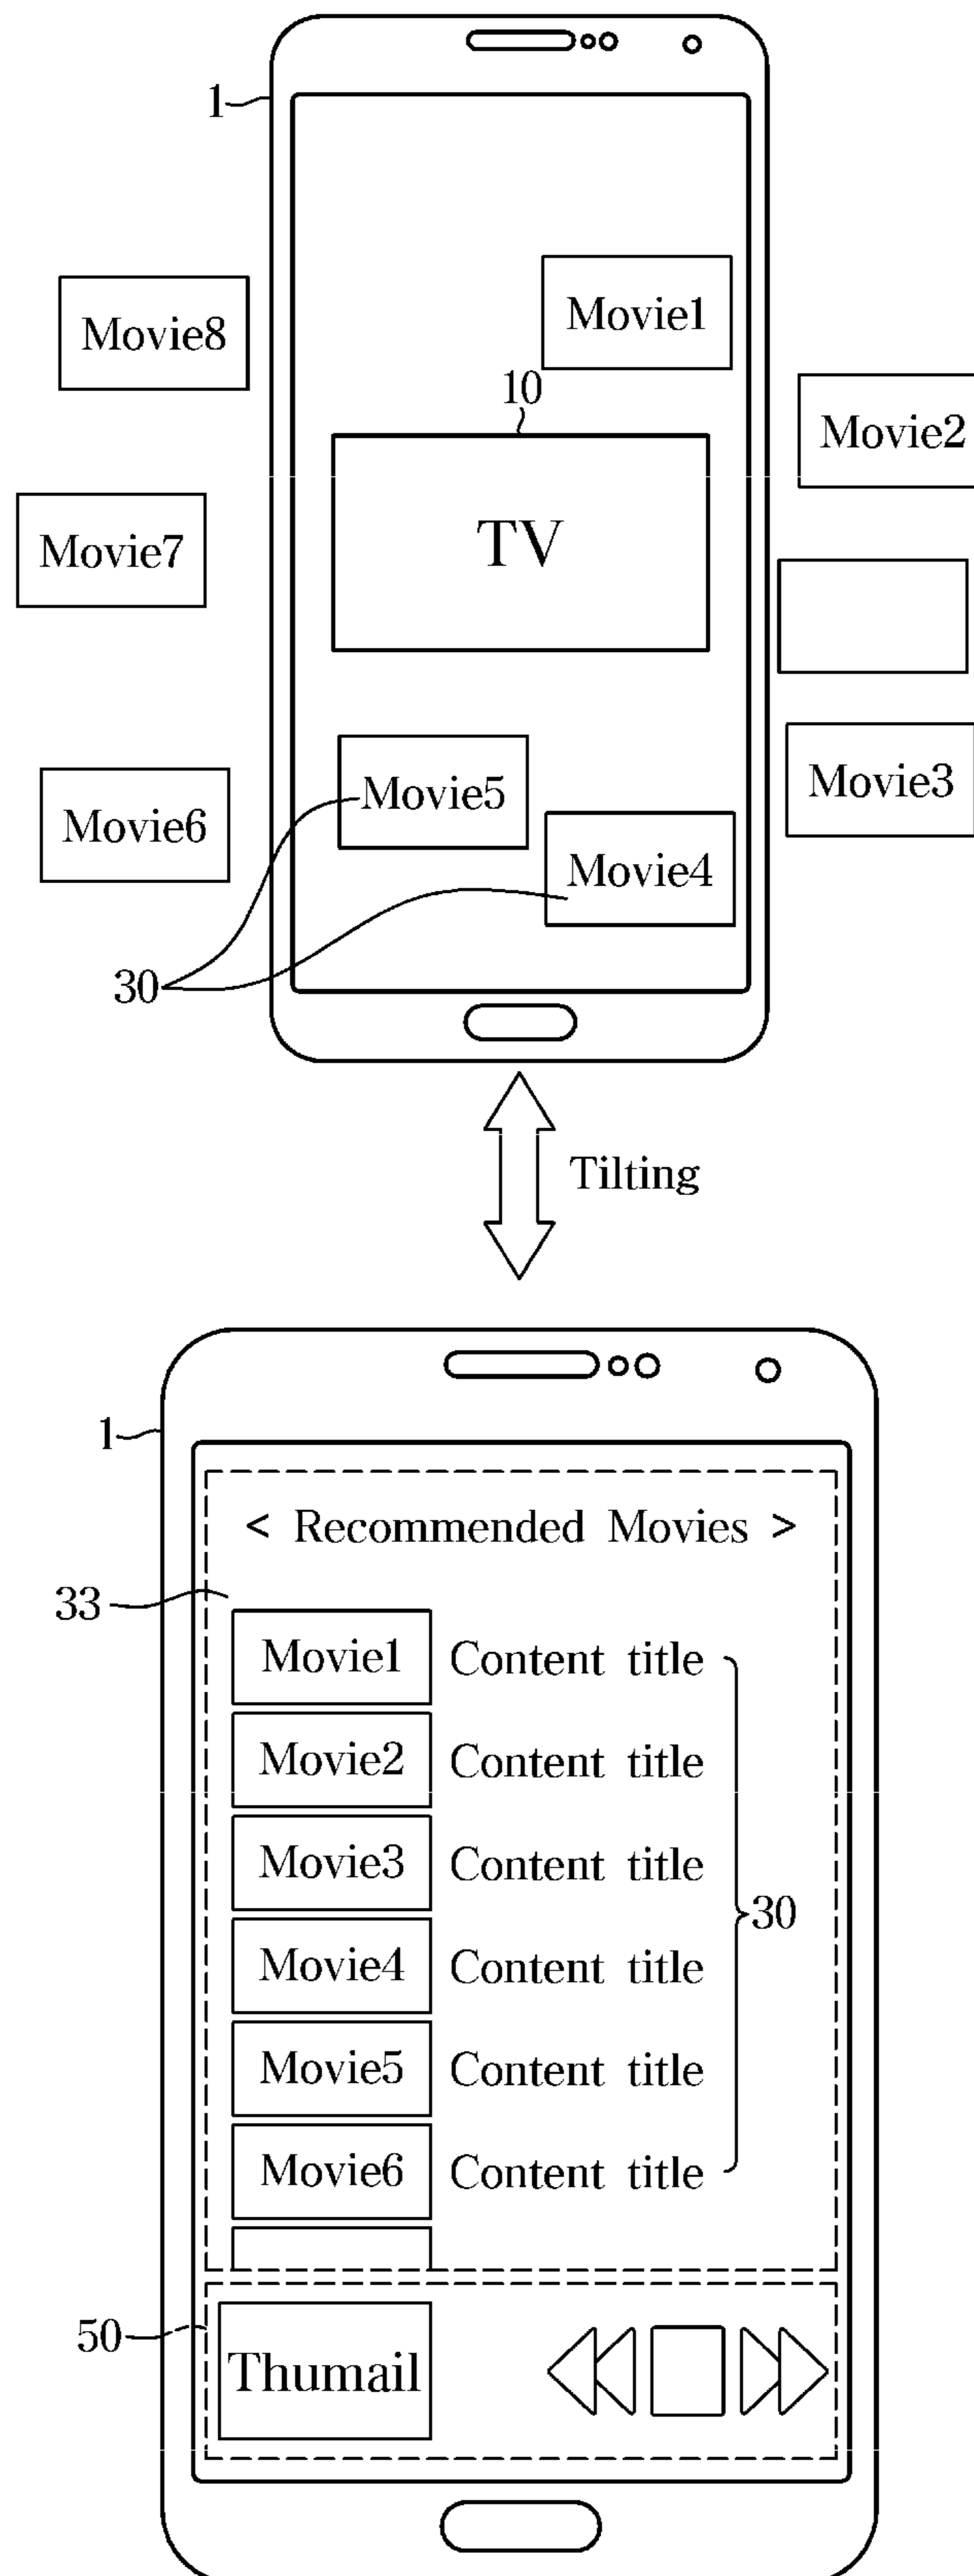 1
Movie8
Movie1
10
Movie2
Movie7
TV
Movie5
Movie3
Movie6
Movie4
30
Tilting
1
< Recommended Movies >
33
Movie1 Content title
Movie2 Content title
Movie3 Content title
30
Movie4 Content title
Movie5 Content title
Movie6 Content title
50
Thumail